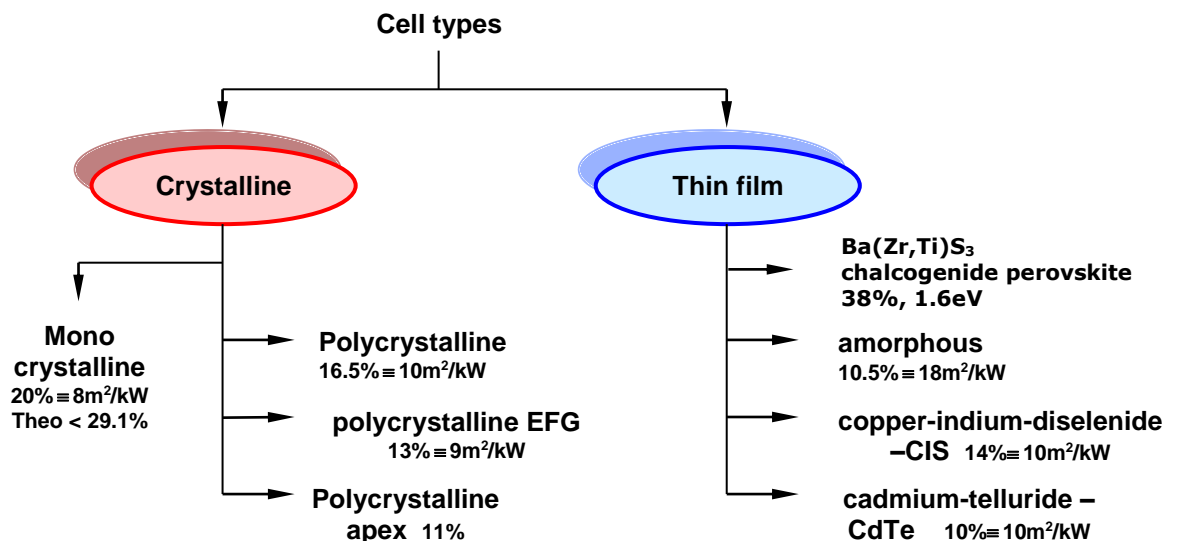 Cell types
Crystalline
Thin film
Mono
crystalline
20%≡8m²/kW
Theo < 29.1%
Polycrystalline
16.5%≡10m²/kW
polycrystalline EFG
13%≡9m²/kW
Polycrystalline
apex 11%
Ba(Zr,Ti)S₃
chalcogenide perovskite
38%, 1.6eV
amorphous
10.5%≡18m²/kW
copper-indium-diselenide
–CIS 14%≡10m²/kW
cadmium-telluride –
CdTe 10%≡10m²/kW